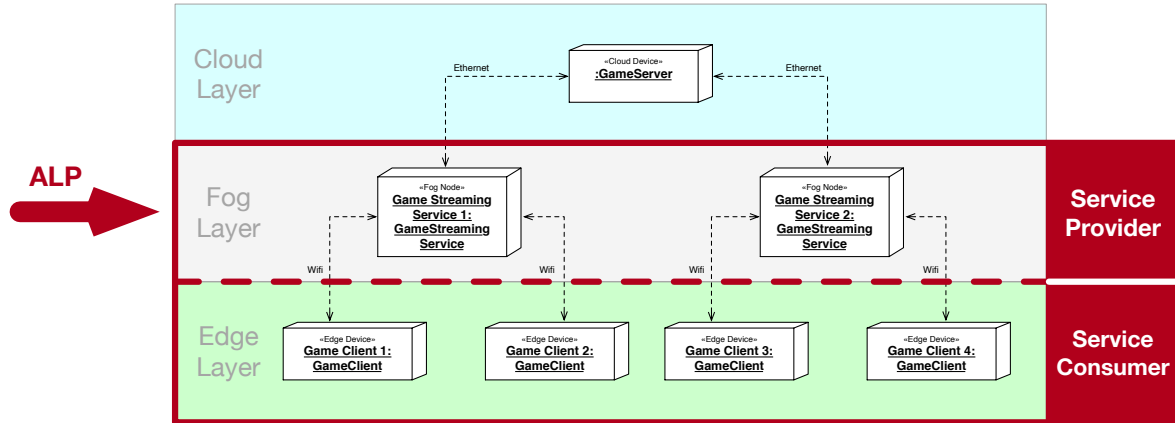 Cloud
Layer
Ethernet
«Cloud Device»
:GameServer
Ethernet
ALP
Fog
Layer
«Fog Node»
Game Streaming
Service 1:
GameStreaming
Service
«Fog Node»
Game Streaming
Service 2:
GameStreaming
Service
Service
Provider
Wifi
Wifi
Wifi
Wifi
Edge
Layer
«Edge Device»
Game Client 1:
GameClient
«Edge Device»
Game Client 2:
GameClient
«Edge Device»
Game Client 3:
GameClient
«Edge Device»
Game Client 4:
GameClient
Service
Consumer